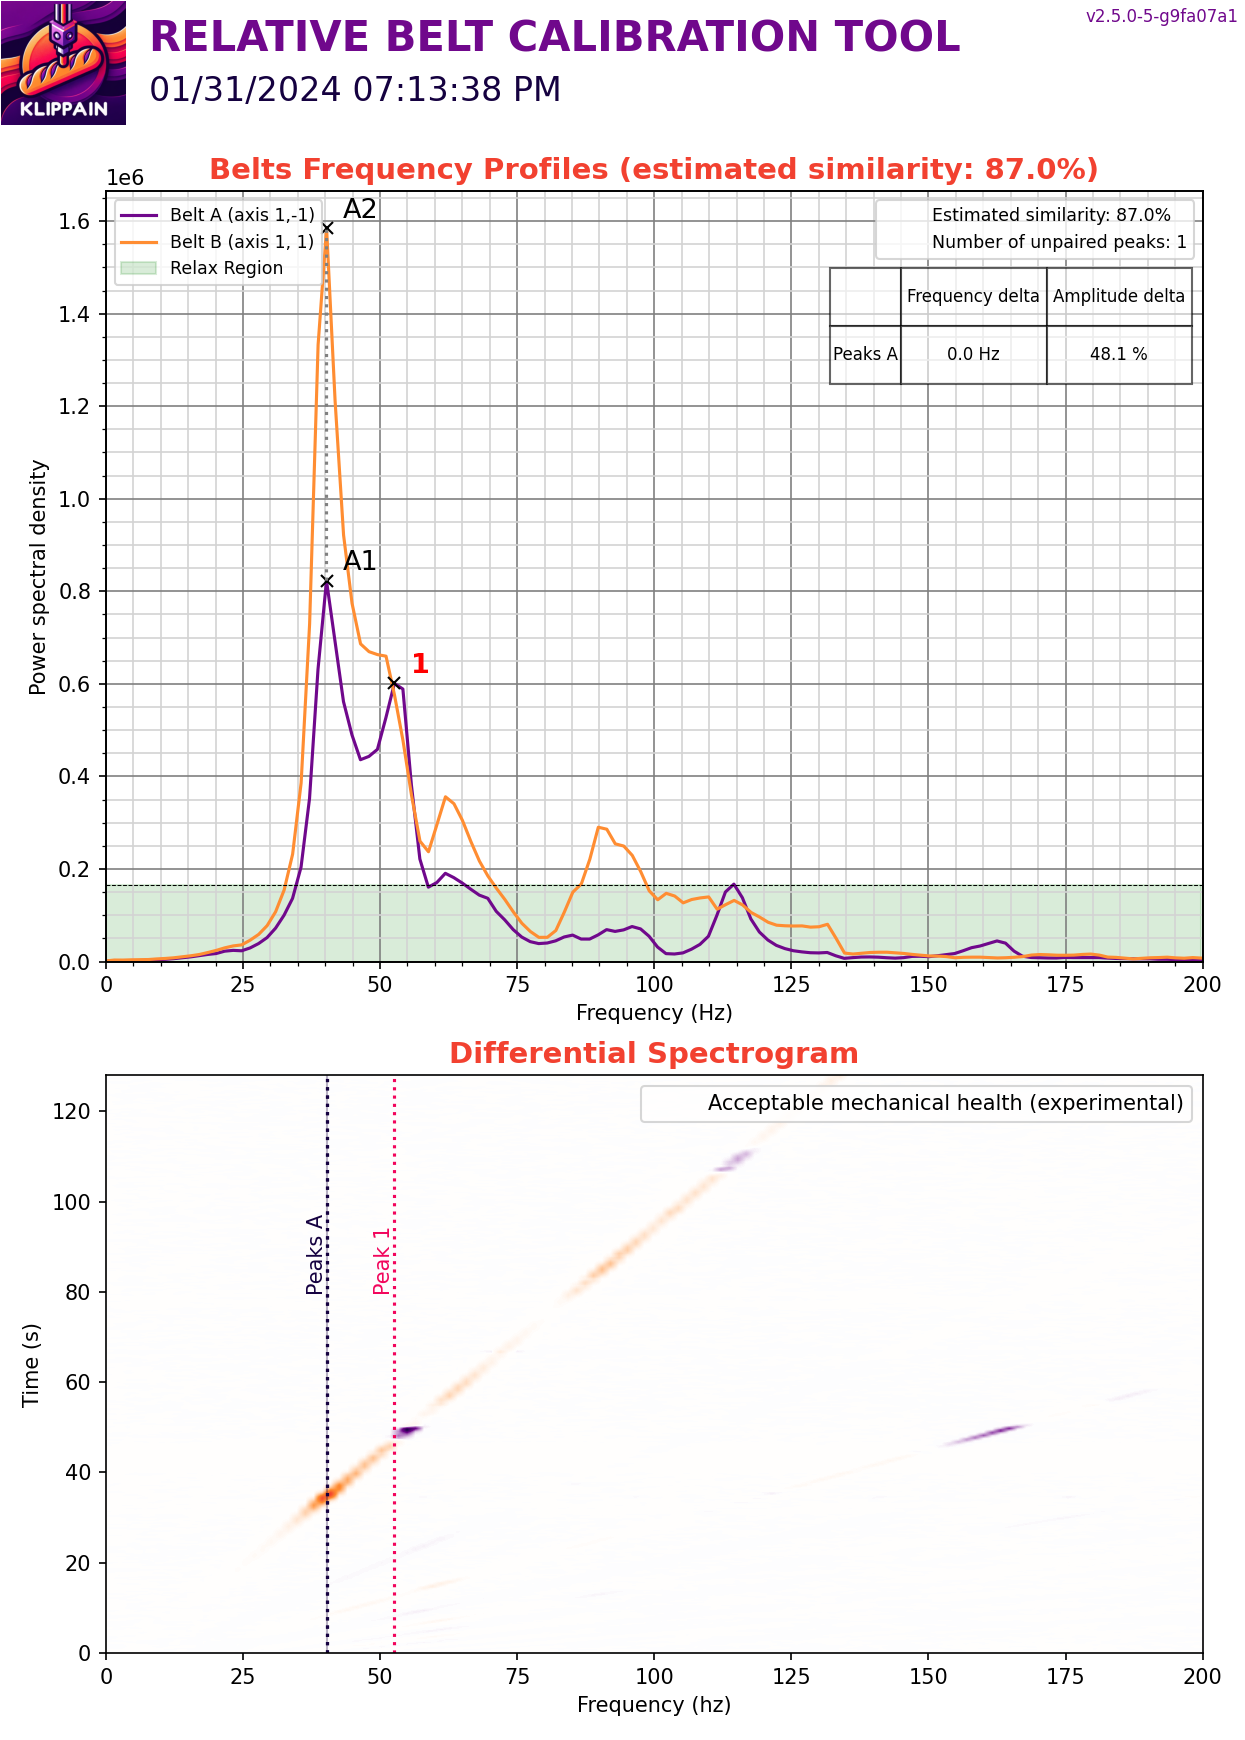 v2.5.0-5-g9fa07a1
RELATIVE BELT CALIBRATION TOOL
01/31/2024 07:13:38 PM
KLIPPAIN
Belts Frequency Profiles (estimated similarity: 87.0%)
1e6
Belt A (axis 1,-1)
Belt B (axis 1, 1)
Relax Region
Estimated similarity: 87.0%
Number of unpaired peaks: 1
Frequency delta Amplitude delta
Peaks A 0.0 Hz 48.1 %
A2
A1
1
1.6
1.4
1.2
1.0
0.8
0.6
0.4
0.2
0.0
Power spectral density
0 25 50 75 100 125 150 175 200
Frequency (Hz)
Differential Spectrogram
Acceptable mechanical health (experimental)
Peaks A
Peak 1
120
100
80
60
40
20
0
Time (s)
0 25 50 75 100 125 150 175 200
Frequency (hz)